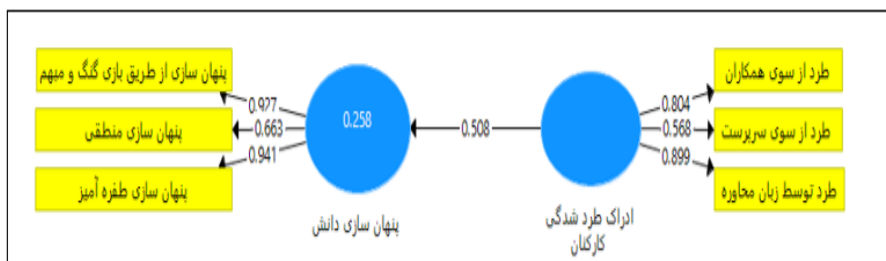 طرد از سوی همکاران
طرد از سوی سرپرست
طرد توسط زبان محاوره
0.804
0.568
0.899
ادراک طرد شدگی
کارکنان
0.508
0.258
پنهان سازی دانش
0.927
0.663
0.941
پنهان سازی از طریق بازی گنگ و مبهم
پنهان سازی منطقی
پنهان سازی طفره آمیز